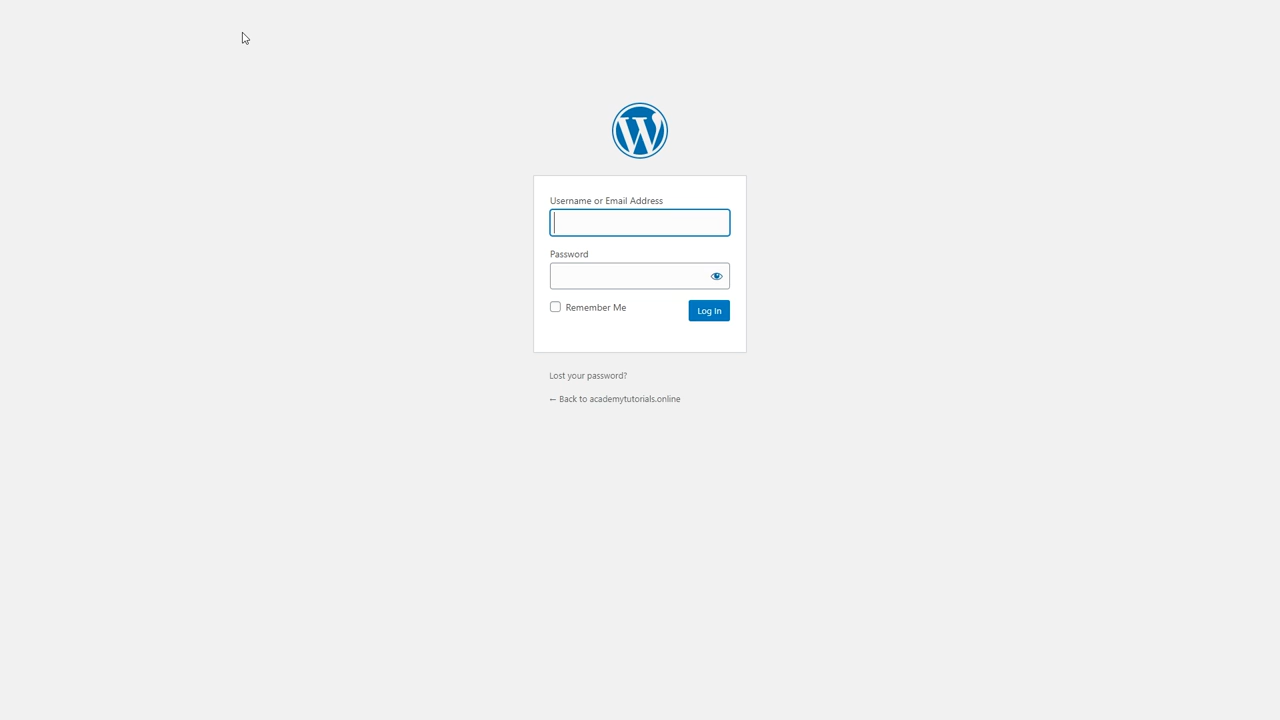 Username or Email Address
Password
Remember Me
Log In
Lost your password?
← Back to academytutorials.online